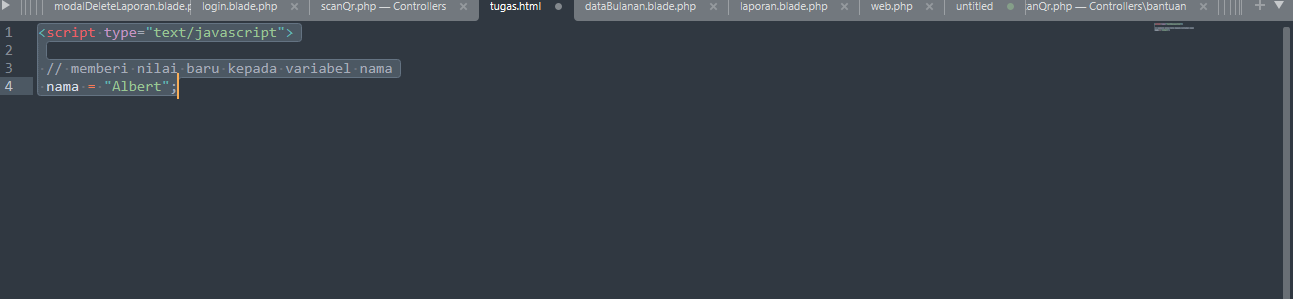 modalDeleteLaporan.blade.p login.blade.php scanQr.php — Controllers tugas.html dataBulanan.blade.php laporan.blade.php web.php untitled anQr.php — Controllers\bantuan
1 <script type="text/javascript">
2
3 // memberi nilai baru kepada variabel nama
4 nama = "Albert";